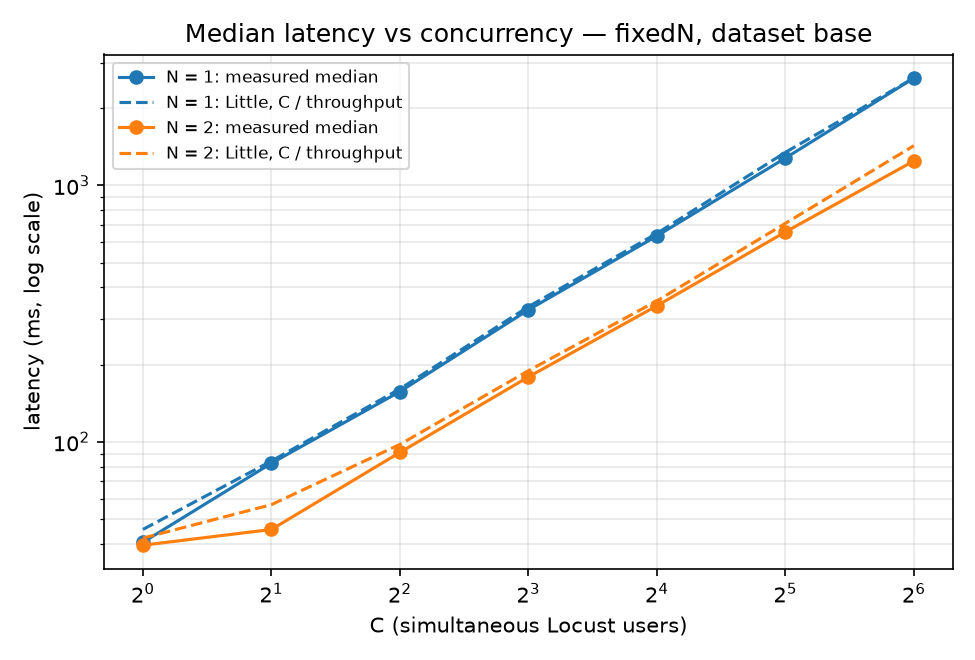 Median latency vs concurrency — fixedN, dataset base
N = 1: measured median
N = 1: Little, C / throughput
N = 2: measured median
N = 2: Little, C / throughput
latency (ms, log scale)
10³
10²
2⁰ 2¹ 2² 2³ 2⁴ 2⁵ 2⁶
C (simultaneous Locust users)